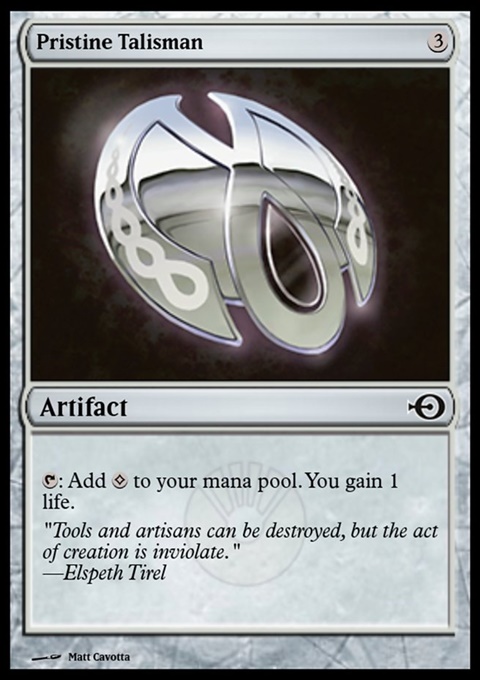 Pristine Talisman 3
Artifact
: Add to your mana pool. You gain 1
life.
"Tools and artisans can be destroyed, but the act
of creation is inviolate."
—Elspeth Tirel
Matt Cavotta